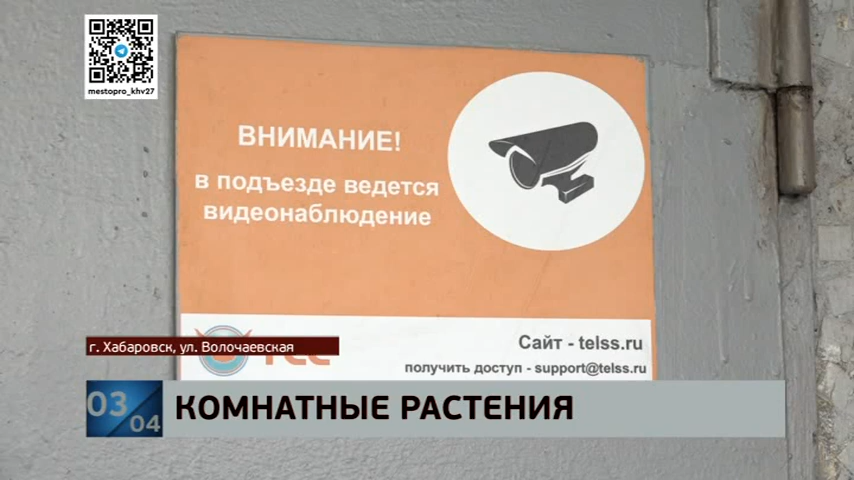 mestopro_khv27
ВНИМАНИЕ!
в подъезде ведется
видеонаблюдение
г. Хабаровск, ул. Волочаевская
Сайт - telss.ru
получить доступ - support@telss.ru
03
04
КОМНАТНЫЕ РАСТЕНИЯ